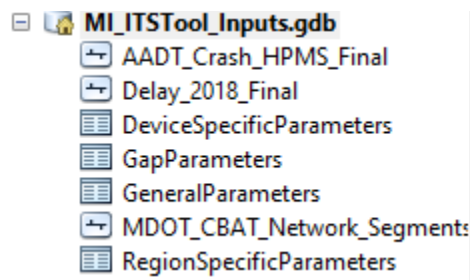 MI_ITSTool_Inputs.gdb
AADT_Crash_HPMS_Final
Delay_2018_Final
DeviceSpecificParameters
GapParameters
GeneralParameters
MDOT_CBAT_Network_Segments
RegionSpecificParameters